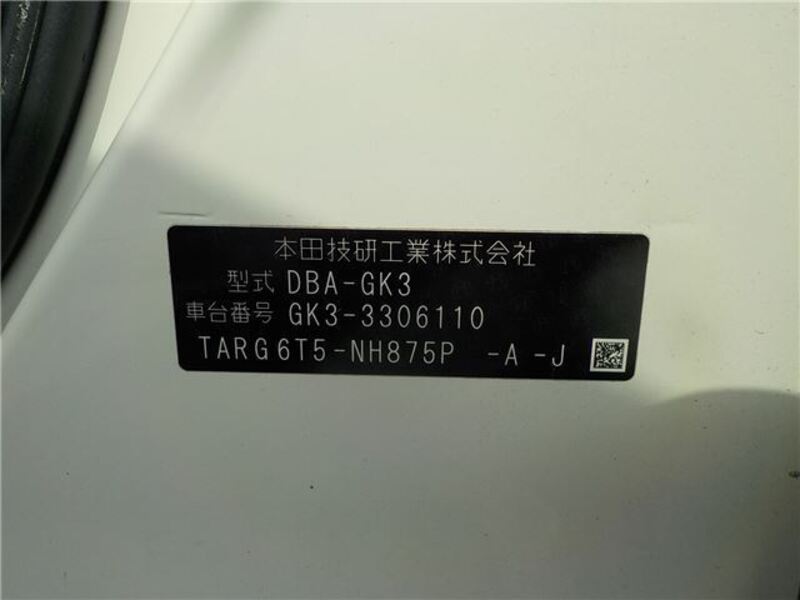 本田技研工業株式会社
型式 DBA-GK3
車台番号 GK3-3306110
TARG6T5-NH875P -A -J